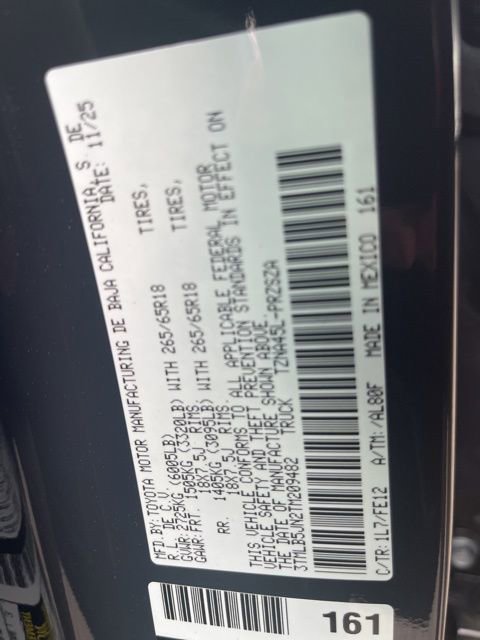 MFD.BY:TOYOTA MOTOR MANUFACTURING DE BAJA CALIFORNIA, S. DE
R.L. DE C.V. DATE: 11/25
GVWR: 2725KG (6005LB)
GAWR:FRT. 1505KG (3320LB) WITH 265/65R18 TIRES,
18X7.5J RIMS
RR. 1405KG (3095LB) WITH 265/65R18 TIRES,
18X7.5J RIMS
THIS VEHICLE CONFORMS TO ALL APPLICABLE FEDERAL MOTOR
VEHICLE SAFETY AND THEFT PREVENTION STANDARDS IN EFFECT ON
THE DATE OF MANUFACTURE SHOWN ABOVE.
3TMLB5JN2TM209482 TRUCK TZNA45L-PRZSZA
C/TR:1L7/FE12 A/TM:/AL80F MADE IN MEXICO 161
161